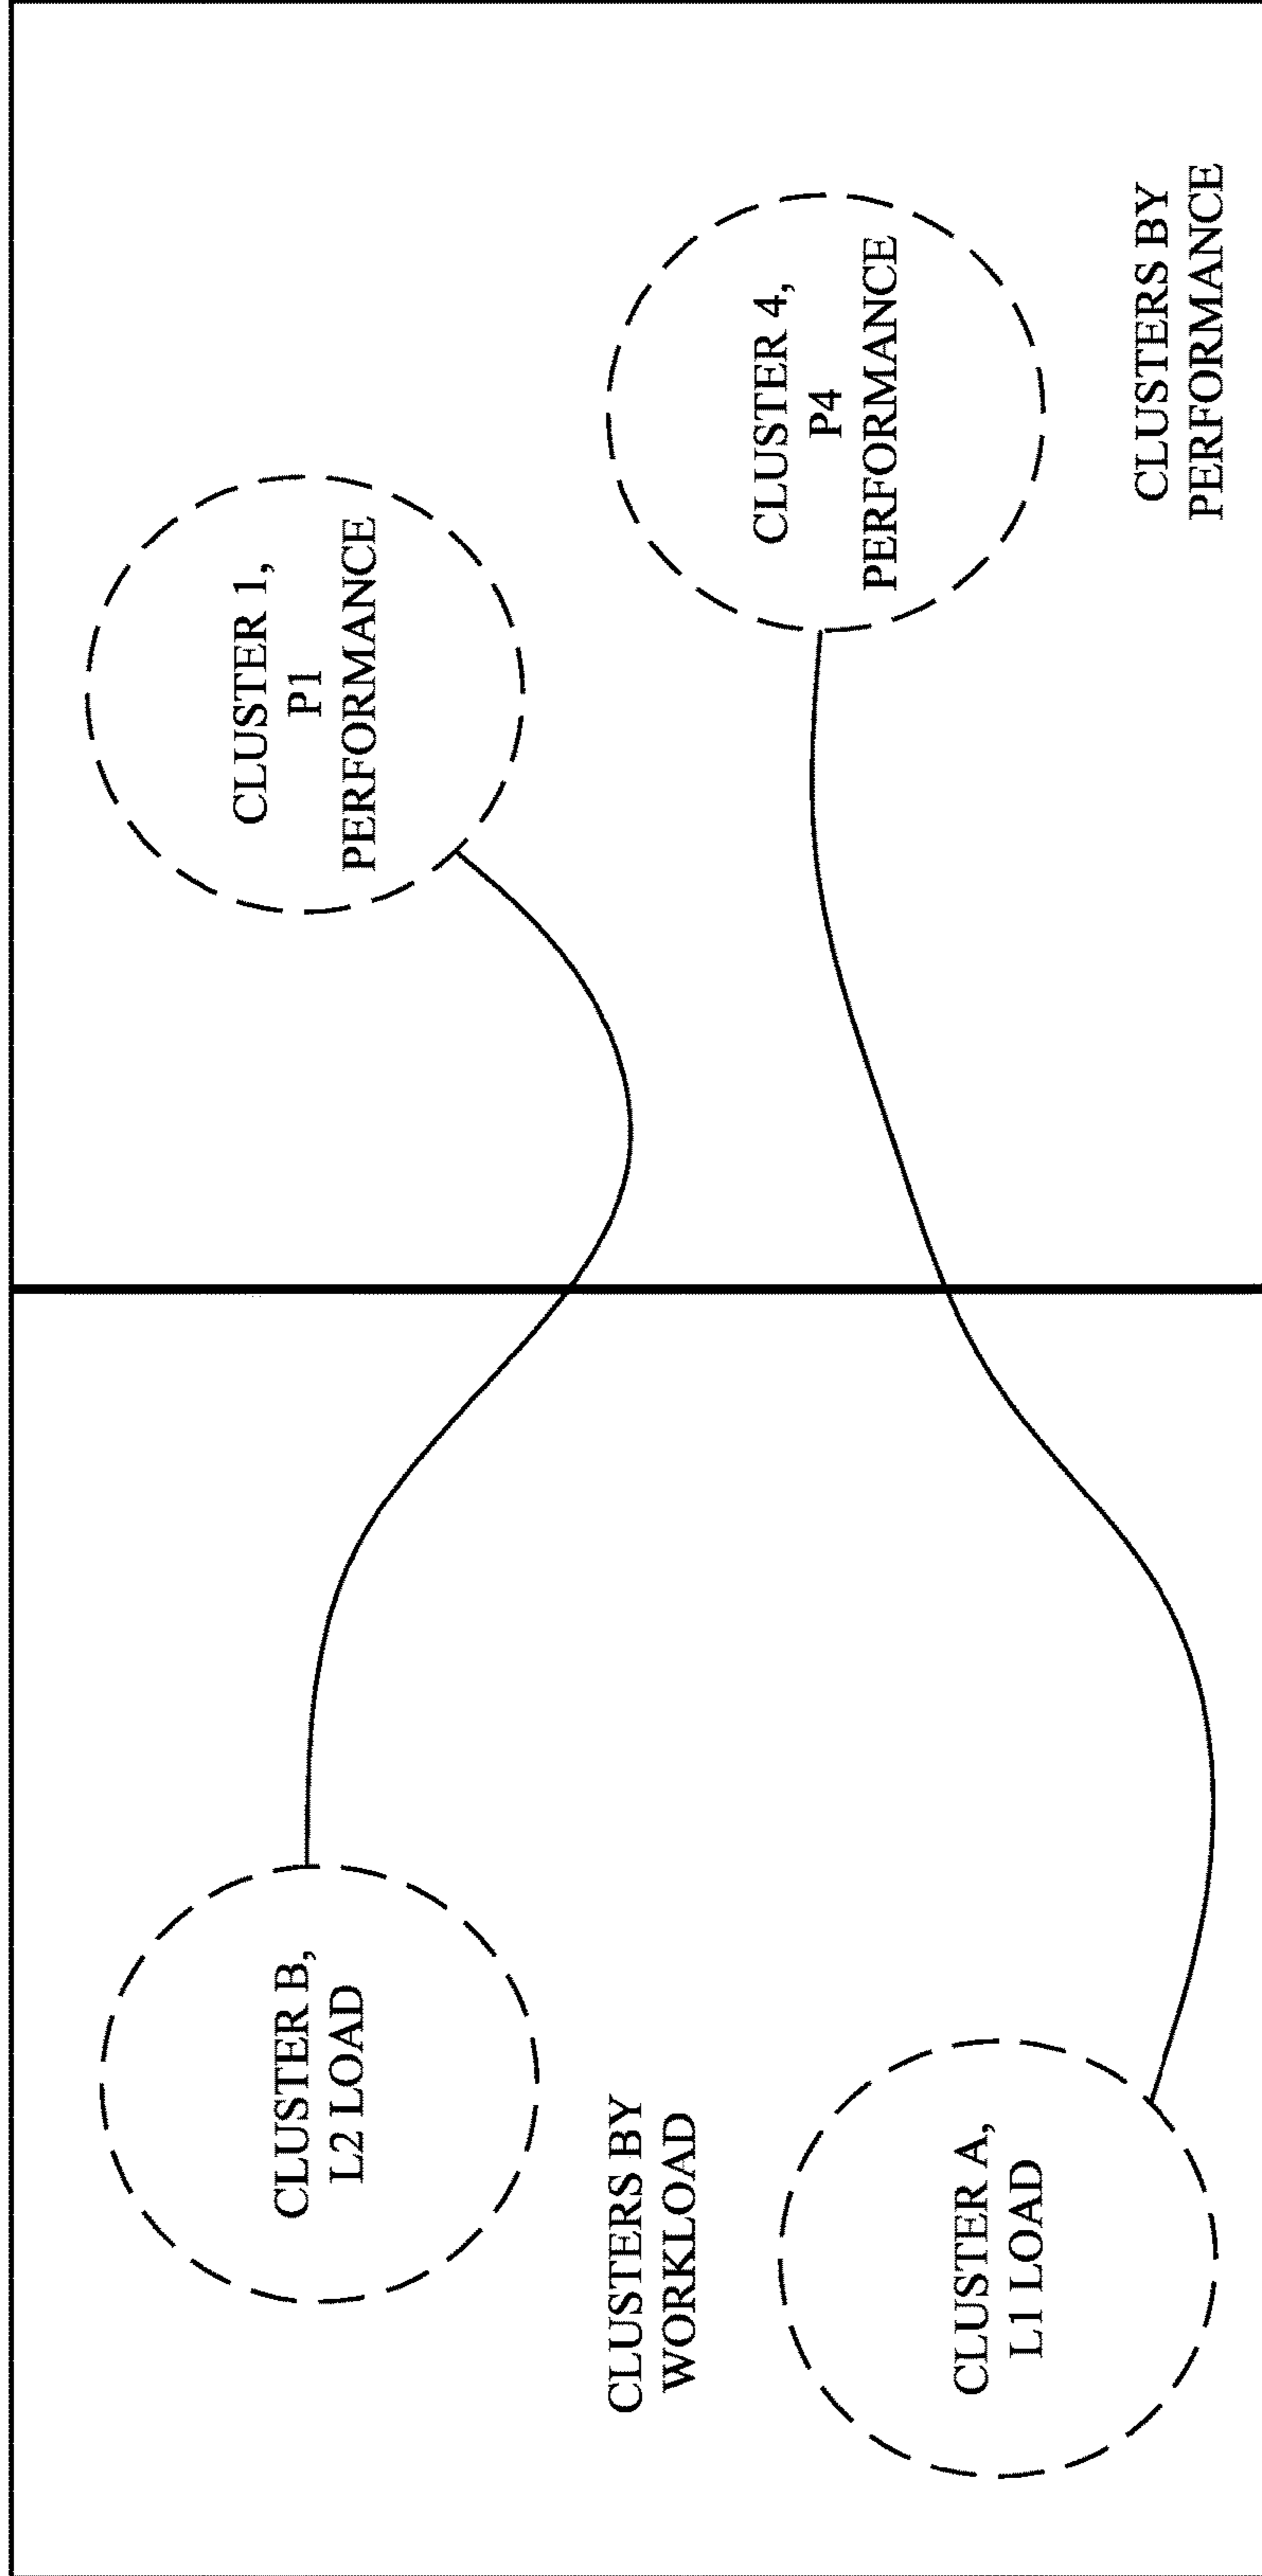 CLUSTER B,
L2 LOAD
CLUSTERS BY
WORKLOAD
CLUSTER A,
L1 LOAD
CLUSTER 1,
P1
PERFORMANCE
CLUSTER 4,
P4
PERFORMANCE
CLUSTERS BY
PERFORMANCE